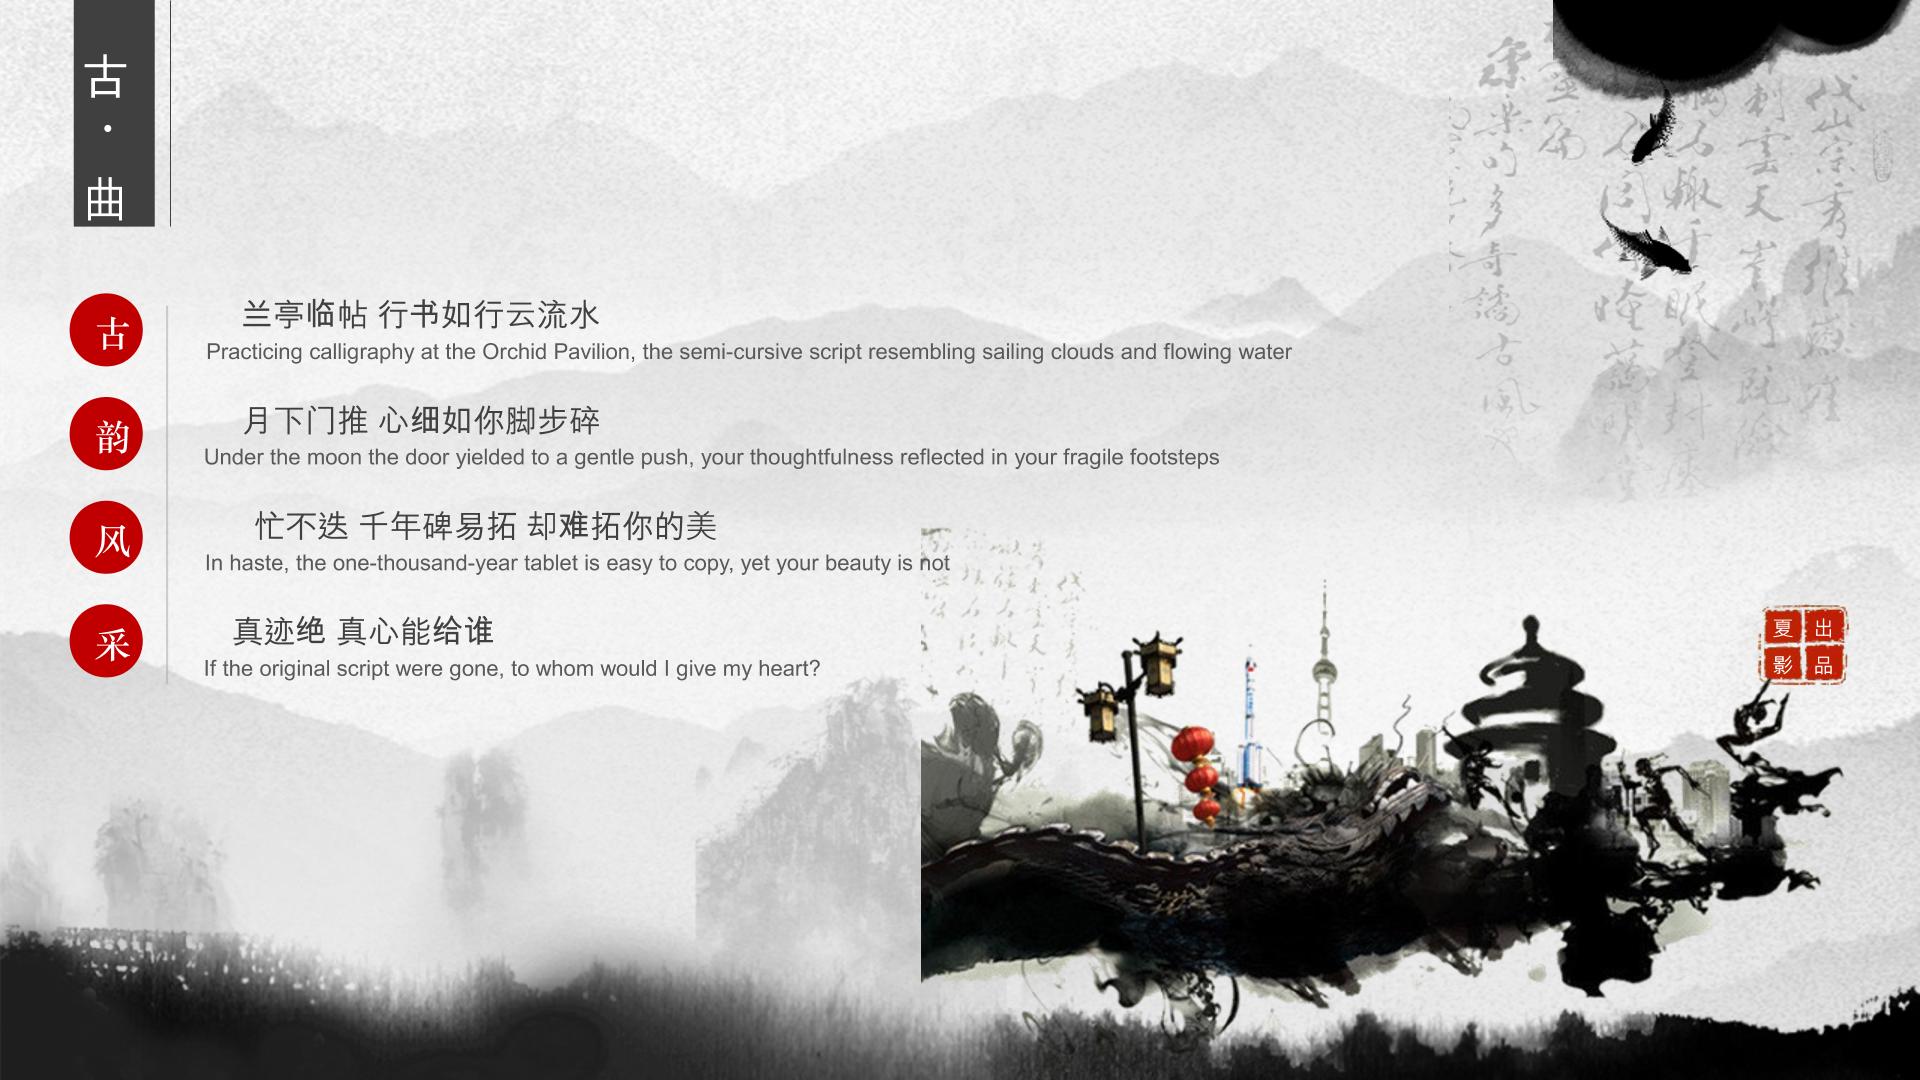 古·曲
古
兰亭临帖 行书如行云流水
Practicing calligraphy at the Orchid Pavilion, the semi-cursive script resembling sailing clouds and flowing water
韵
月下门推 心细如你脚步碎
Under the moon the door yielded to a gentle push, your thoughtfulness reflected in your fragile footsteps
风
忙不迭 千年碑易拓 却难拓你的美
In haste, the one-thousand-year tablet is easy to copy, yet your beauty is not
采
真迹绝 真心能给谁
If the original script were gone, to whom would I give my heart?
夏出
影品